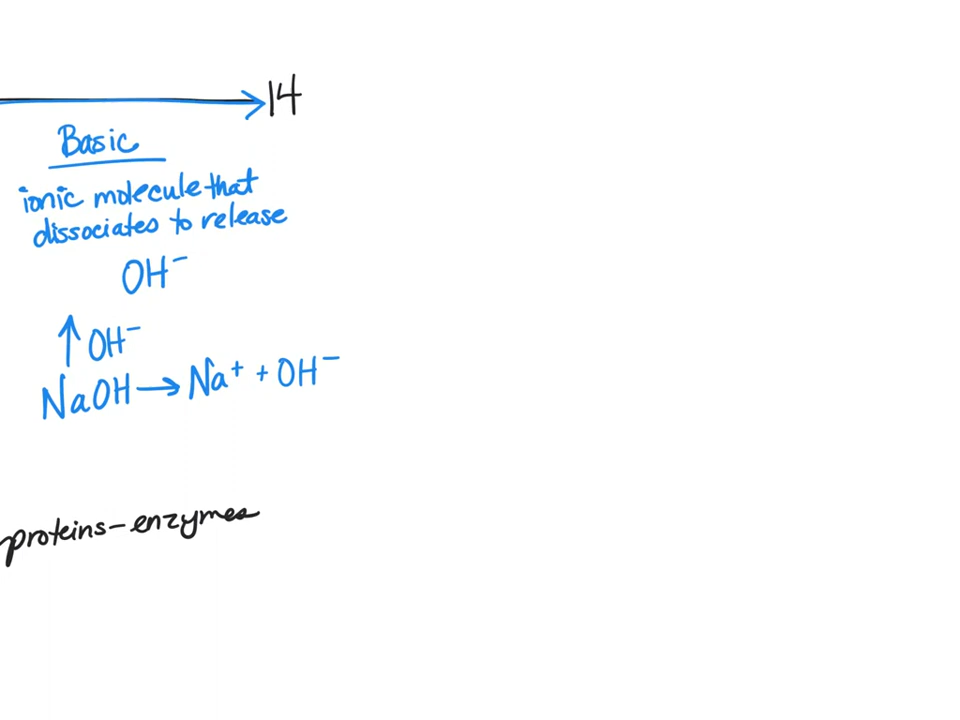 14
Basic
ionic molecule that
dissociates to release
OH⁻
↑ OH⁻
NaOH → Na⁺ + OH⁻
proteins - enzymes